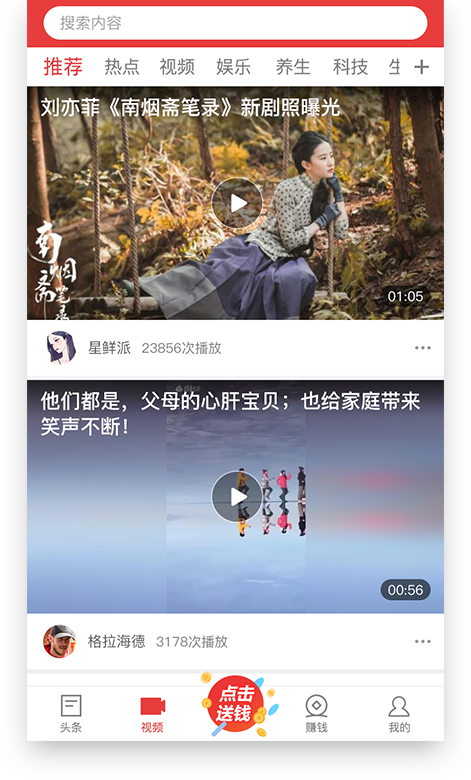 搜索内容
推荐 热点 视频 娱乐 养生 科技
刘亦菲《南烟斋笔录》新剧照曝光
南烟斋笔录
01:05
星鲜派 23856次播放
他们都是，父母的心肝宝贝；也给家庭带来
笑声不断！
00:56
格拉海德 3178次播放
点击
送钱
头条 视频 赚钱 我的